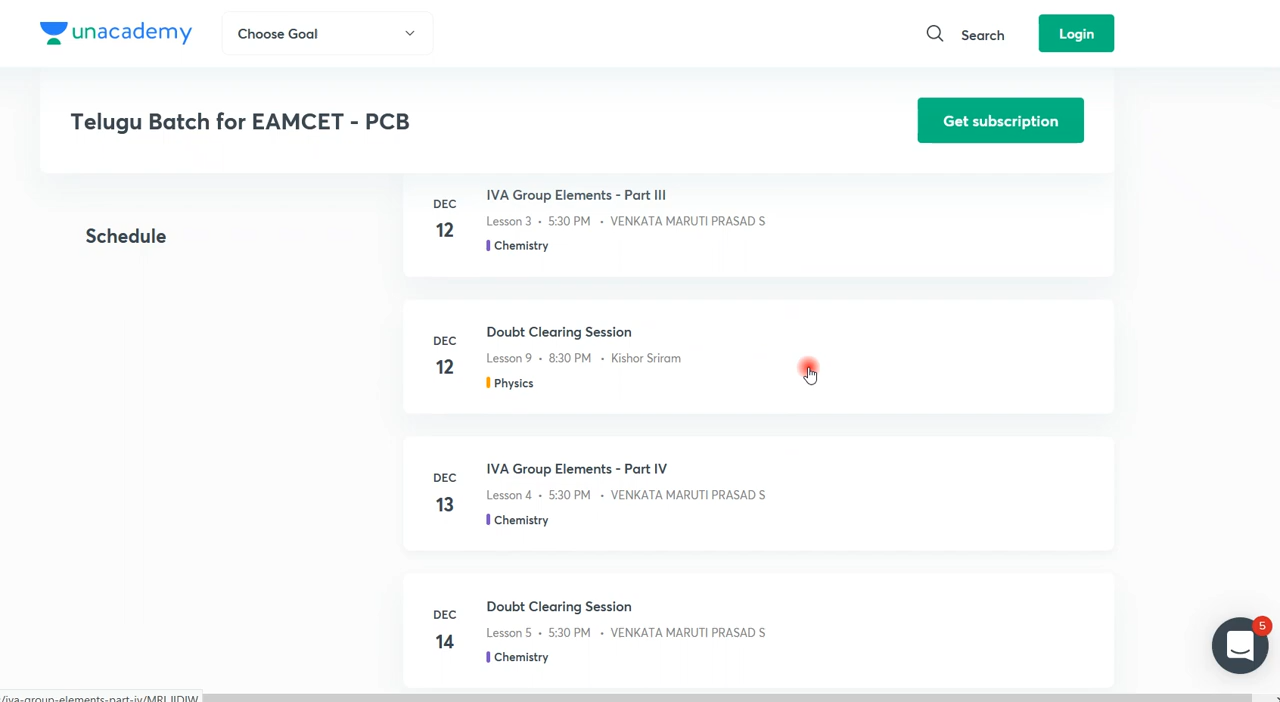 unacademy
Choose Goal
Search
Login
Telugu Batch for EAMCET - PCB
Get subscription
Schedule
DEC
12
IVA Group Elements - Part III
Lesson 3 • 5:30 PM • VENKATA MARUTI PRASAD S
Chemistry
DEC
12
Doubt Clearing Session
Lesson 9 • 8:30 PM • Kishor Sriram
Physics
DEC
13
IVA Group Elements - Part IV
Lesson 4 • 5:30 PM • VENKATA MARUTI PRASAD S
Chemistry
DEC
14
Doubt Clearing Session
Lesson 5 • 5:30 PM • VENKATA MARUTI PRASAD S
Chemistry
5